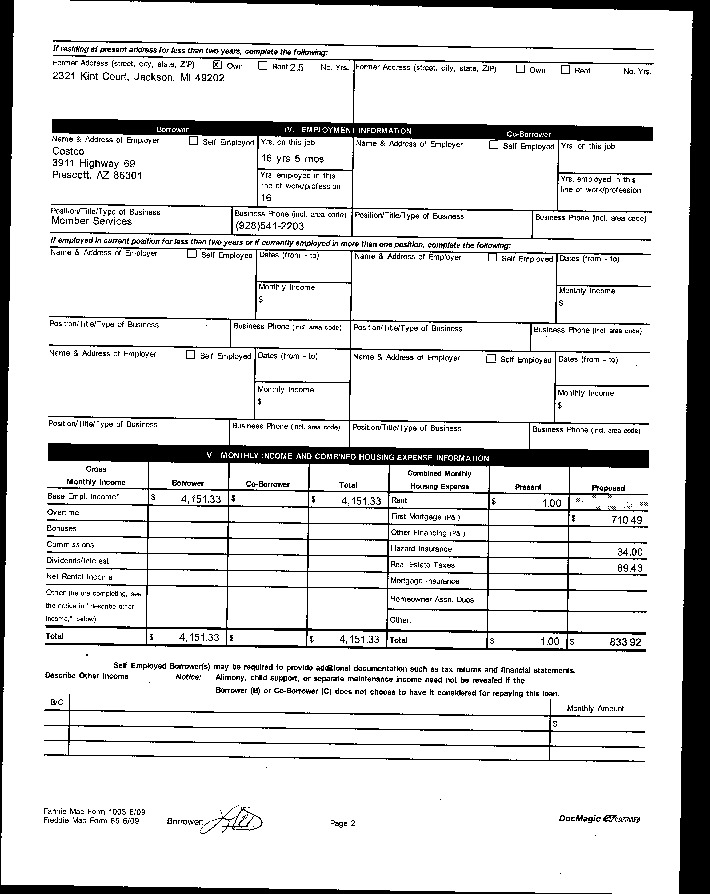 If residing at present address for less than two years, complete the following:
Former Address (street, city, state, ZIP) Own Rent 2.5 No. Yrs. Former Address (street, city, state, ZIP) Own Rent No. Yrs.
2321 Kint Court, Jackson, MI 49202
Borrower IV. EMPLOYMENT INFORMATION Co-Borrower
Name & Address of Employer Self Employed Yrs. on this job Name & Address of Employer Self Employed Yrs. on this job
Costco
3911 Highway 69 16 yrs 5 mos
Prescott, AZ 86301
Yrs. employed in this line of work/profession Yrs. employed in this line of work/profession
16
Position/Title/Type of Business Business Phone (incl. area code) Position/Title/Type of Business Business Phone (incl. area code)
Member Services (928)541-2203
If employed in current position for less than two years or if currently employed in more than one position, complete the following:
Name & Address of Employer Self Employed Dates (from - to) Name & Address of Employer Self Employed Dates (from - to)
Monthly Income Monthly Income
$ $
Position/Title/Type of Business Business Phone (incl. area code) Position/Title/Type of Business Business Phone (incl. area code)
Name & Address of Employer Self Employed Dates (from - to) Name & Address of Employer Self Employed Dates (from - to)
Monthly Income Monthly Income
$ $
Position/Title/Type of Business Business Phone (incl. area code) Position/Title/Type of Business Business Phone (incl. area code)
V. MONTHLY INCOME AND COMBINED HOUSING EXPENSE INFORMATION
Gross Monthly Income Borrower Co-Borrower Total Combined Monthly Housing Expense Present Proposed
Base Empl. Income* $ 4,151.33 $ $ 4,151.33 Rent $ 1.00
Overtime First Mortgage (P&I) $ 710.49
Bonuses Other Financing (P&I)
Commissions Hazard Insurance 34.00
Dividends/Interest Real Estate Taxes 89.43
Net Rental Income Mortgage Insurance
Other (before completing, see Homeowner Assn. Dues
the notice in "describe other
income," below) Other:
Total $ 4,151.33 $ $ 4,151.33 Total $ 1.00 $ 833.92
Self Employed Borrower(s) may be required to provide additional documentation such as tax returns and financial statements.
Describe Other Income Notice: Alimony, child support, or separate maintenance income need not be revealed if the
Borrower (B) or Co-Borrower (C) does not choose to have it considered for repaying this loan.
B/C Monthly Amount
$
Fannie Mae Form 1003 6/09
Freddie Mac Form 65 6/09 Borrower: Page 2 DocMagic